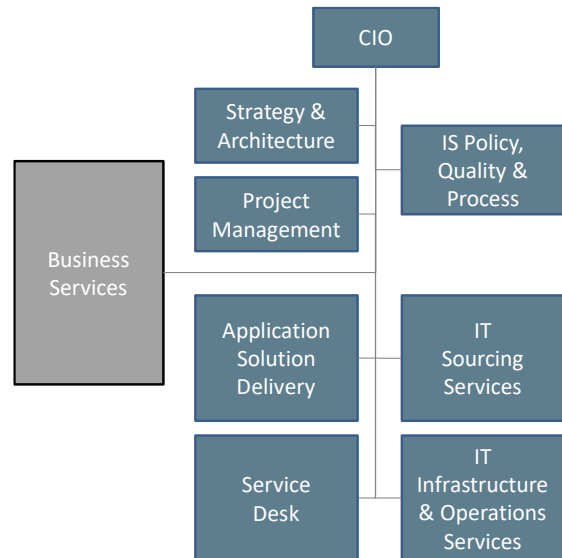 CIO
Strategy &
Architecture
IS Policy,
Quality &
Process
Project
Management
Business
Services
Application
Solution
Delivery
IT
Sourcing
Services
Service
Desk
IT
Infrastructure
& Operations
Services